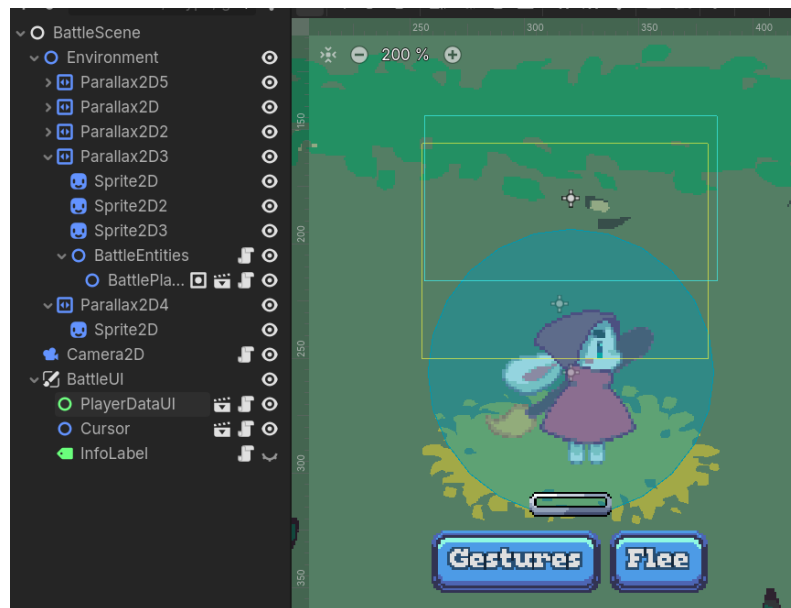 BattleScene
Environment
Parallax2D5
Parallax2D
Parallax2D2
Parallax2D3
Sprite2D
Sprite2D2
Sprite2D3
BattleEntities
BattlePla...
Parallax2D4
Sprite2D
Camera2D
BattleUI
PlayerDataUI
Cursor
InfoLabel
250 300 350 400
200 %
150
200
250
300
350
Gestures
Flee